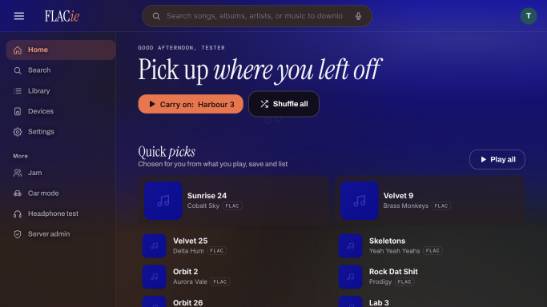 FLACie
Search songs, albums, artists, or music to downlo
T
Home
Search
Library
Devices
Settings
More
Jam
Car mode
Headphone test
Server admin
GOOD AFTERNOON, TESTER
Pick up where you left off
Carry on: Harbour 3
Shuffle all
Quick picks
Chosen for you from what you play, save and list
Play all
Sunrise 24
Cobalt Sky FLAC
Velvet 9
Brass Monkeys FLAC
Velvet 25
Delta Hum FLAC
Skeletons
Yeah Yeah Yeahs FLAC
Orbit 2
Aurora Vale FLAC
Rock Dat Shit
Prodigy FLAC
Orbit 26
Lab 3